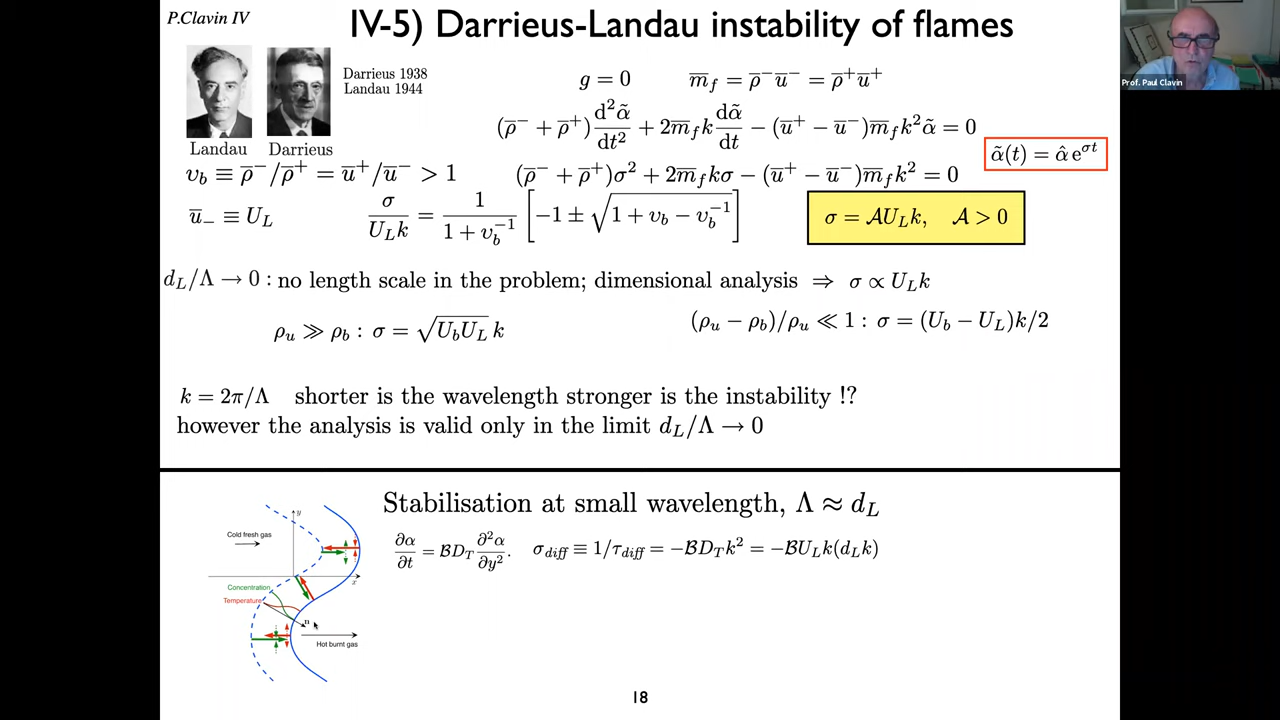 P.Clavin IV
IV-5) Darrieus-Landau instability of flames
Darrieus 1938
Landau 1944
Landau Darrieus
g = 0 m̅_f = ρ̅⁻u̅⁻ = ρ̅⁺u̅⁺
(ρ̅⁻ + ρ̅⁺) d²α̃/dt² + 2m̅_f k dα̃/dt − (u̅⁺ − u̅⁻)m̅_f k²α̃ = 0
α̃(t) = α̂ e^{σt}
υ_b ≡ ρ̅⁻/ρ̅⁺ = u̅⁺/u̅⁻ > 1 (ρ̅⁻ + ρ̅⁺)σ² + 2m̅_f kσ − (u̅⁺ − u̅⁻)m̅_f k² = 0
u̅₋ ≡ U_L σ/(U_L k) = 1/(1 + υ_b⁻¹) [−1 ± √(1 + υ_b − υ_b⁻¹)] σ = 𝒜U_L k, 𝒜 > 0
d_L/Λ → 0 : no length scale in the problem; dimensional analysis ⇒ σ ∝ U_L k
ρ_u ≫ ρ_b : σ = √(U_b U_L) k (ρ_u − ρ_b)/ρ_u ≪ 1 : σ = (U_b − U_L)k/2
k = 2π/Λ shorter is the wavelength stronger is the instability !?
however the analysis is valid only in the limit d_L/Λ → 0
Stabilisation at small wavelength, Λ ≈ d_L
∂α/∂t = ℬD_T ∂²α/∂y². σ_diff ≡ 1/τ_diff = −ℬD_T k² = −ℬU_L k(d_L k)
y
Cold fresh gas
x
Concentration
Temperature
n
Hot burnt gas
18
Prof. Paul Clavin